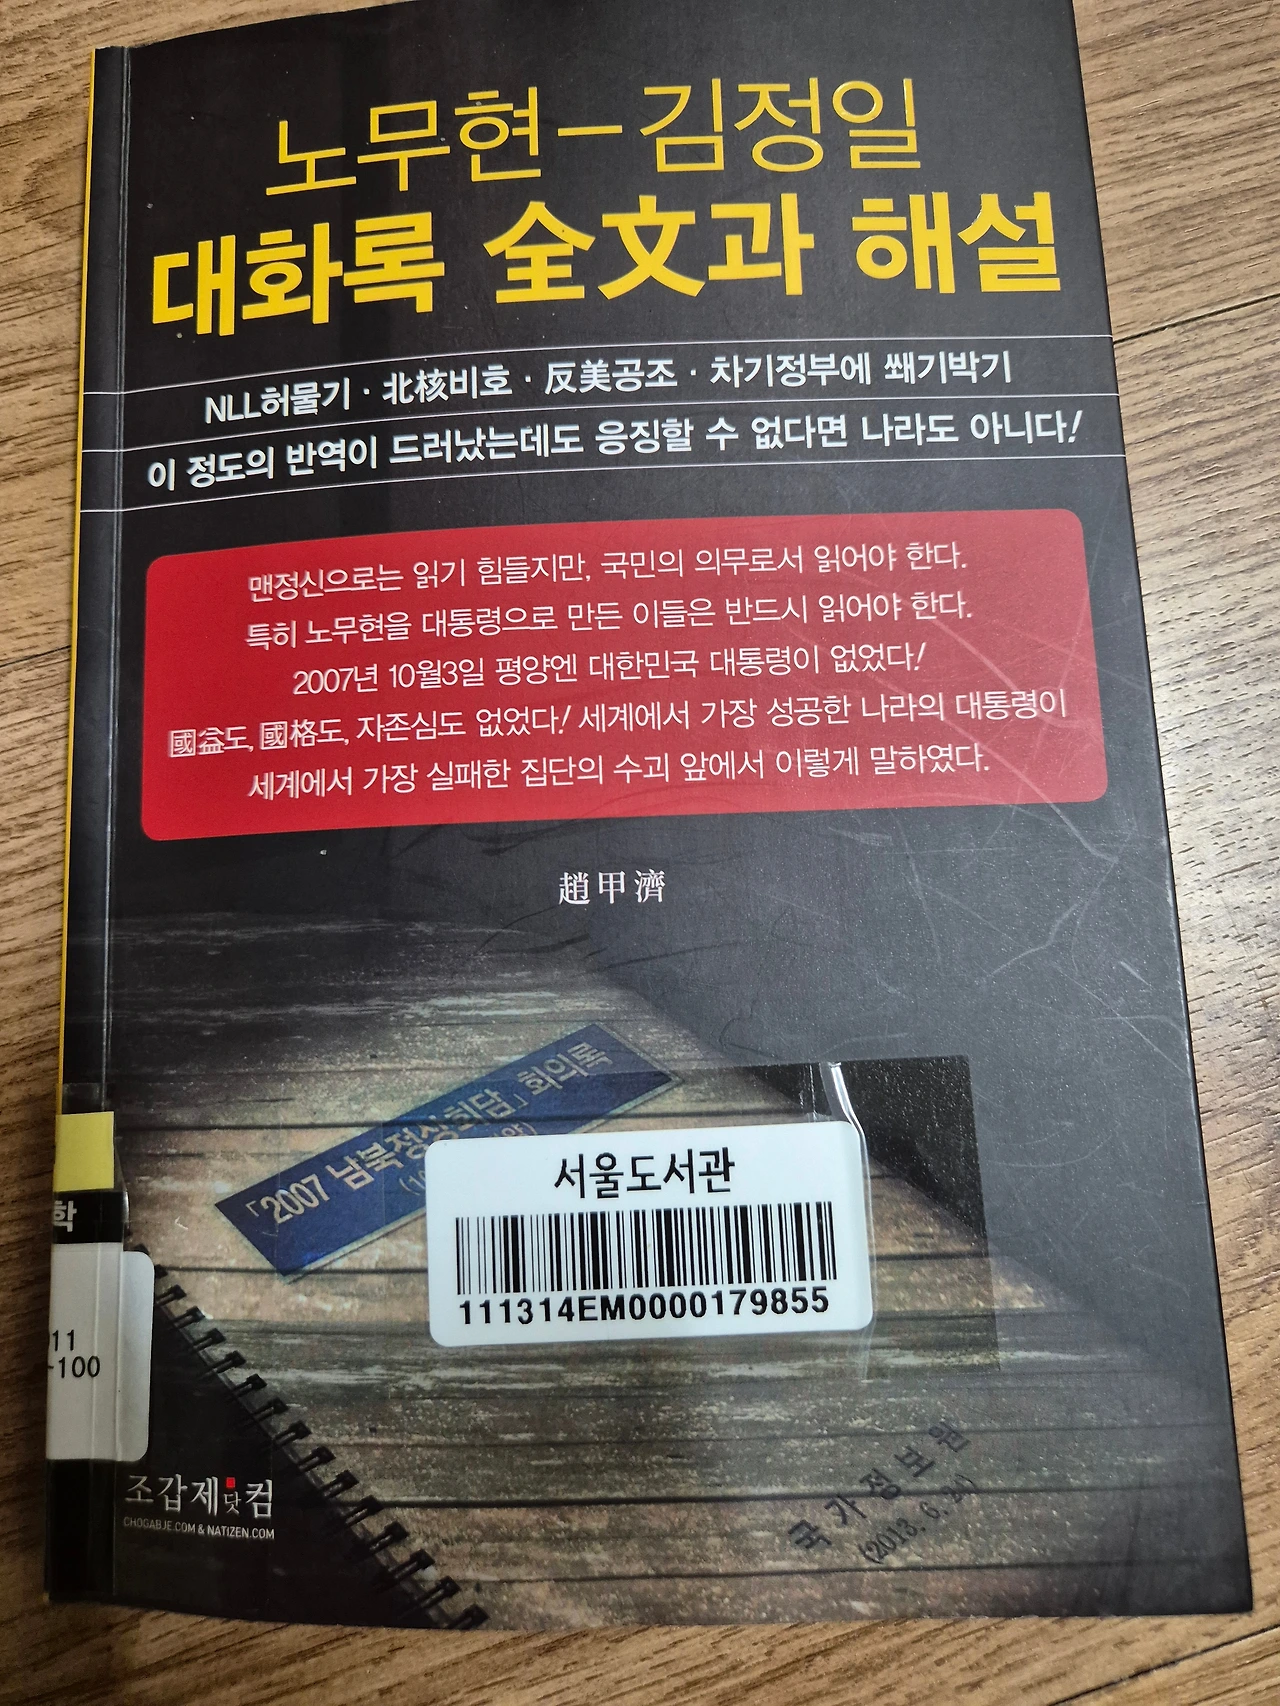 노무현-김정일
대화록 全文과 해설
NLL허물기 · 北核비호 · 反美공조 · 차기정부에 쐐기박기
이 정도의 반역이 드러났는데도 응징할 수 없다면 나라도 아니다!
맨정신으로는 읽기 힘들지만, 국민의 의무로서 읽어야 한다.
특히 노무현을 대통령으로 만든 이들은 반드시 읽어야 한다.
2007년 10월3일 평양엔 대한민국 대통령이 없었다!
國益도, 國格도, 자존심도 없었다! 세계에서 가장 성공한 나라의 대통령이
세계에서 가장 실패한 집단의 수괴 앞에서 이렇게 말하였다.
趙甲濟
「2007 남북정상회담」 회의록
서울도서관
111314EM0000179855
학
11
-100
조갑제닷컴
CHOGABJE.COM & NATIZEN.COM
국가정보원
(2013. 6. 24)